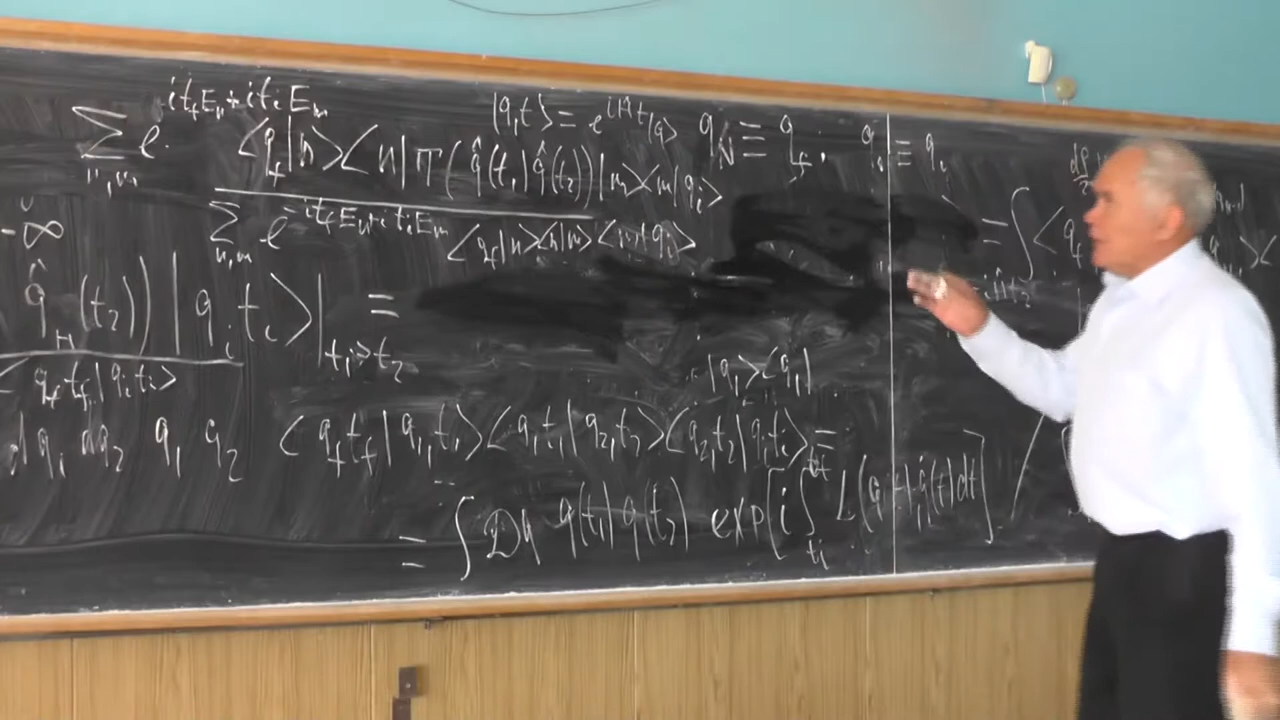 ∑ e^{it_f E_n + it_i E_m} ⟨q_f|n⟩⟨n|T(q̂(t_1) q̂(t_2))|m⟩⟨m|q_i⟩
|q,t⟩ = e^{iHt}|q⟩ q_N ≡ q_f, q_0 ≡ q_i
∑_{n,m} e^{-it_f E_n + it_i E_m} ⟨q_f|n⟩⟨n|m⟩⟨m|q_i⟩
-∞
= ∫⟨q_f
q̂_H(t_2))|q_i t_i⟩|_{t_1>t_2} =
q_f t_f|q_i t_i⟩
|q_1⟩⟨q_1|
dq_1 dq_2 q_1 q_2 ⟨q_f t_f|q_1,t_1⟩⟨q_1 t_1|q_2,t_2⟩⟨q_2,t_2|q_i t_i⟩ =
= ∫ Dq q(t_1) q(t_2) exp[i ∫_{t_i}^{t_f} L(q(t), q̇(t) dt]